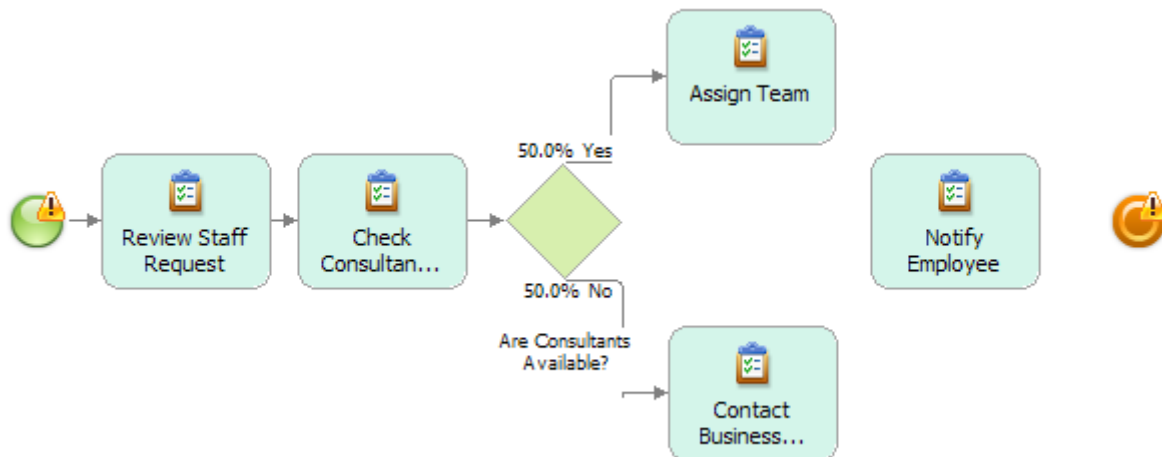 Assign Team
50.0% Yes
Review Staff
Request
Check
Consultan...
Notify
Employee
50.0% No
Are Consultants
Available?
Contact
Business...